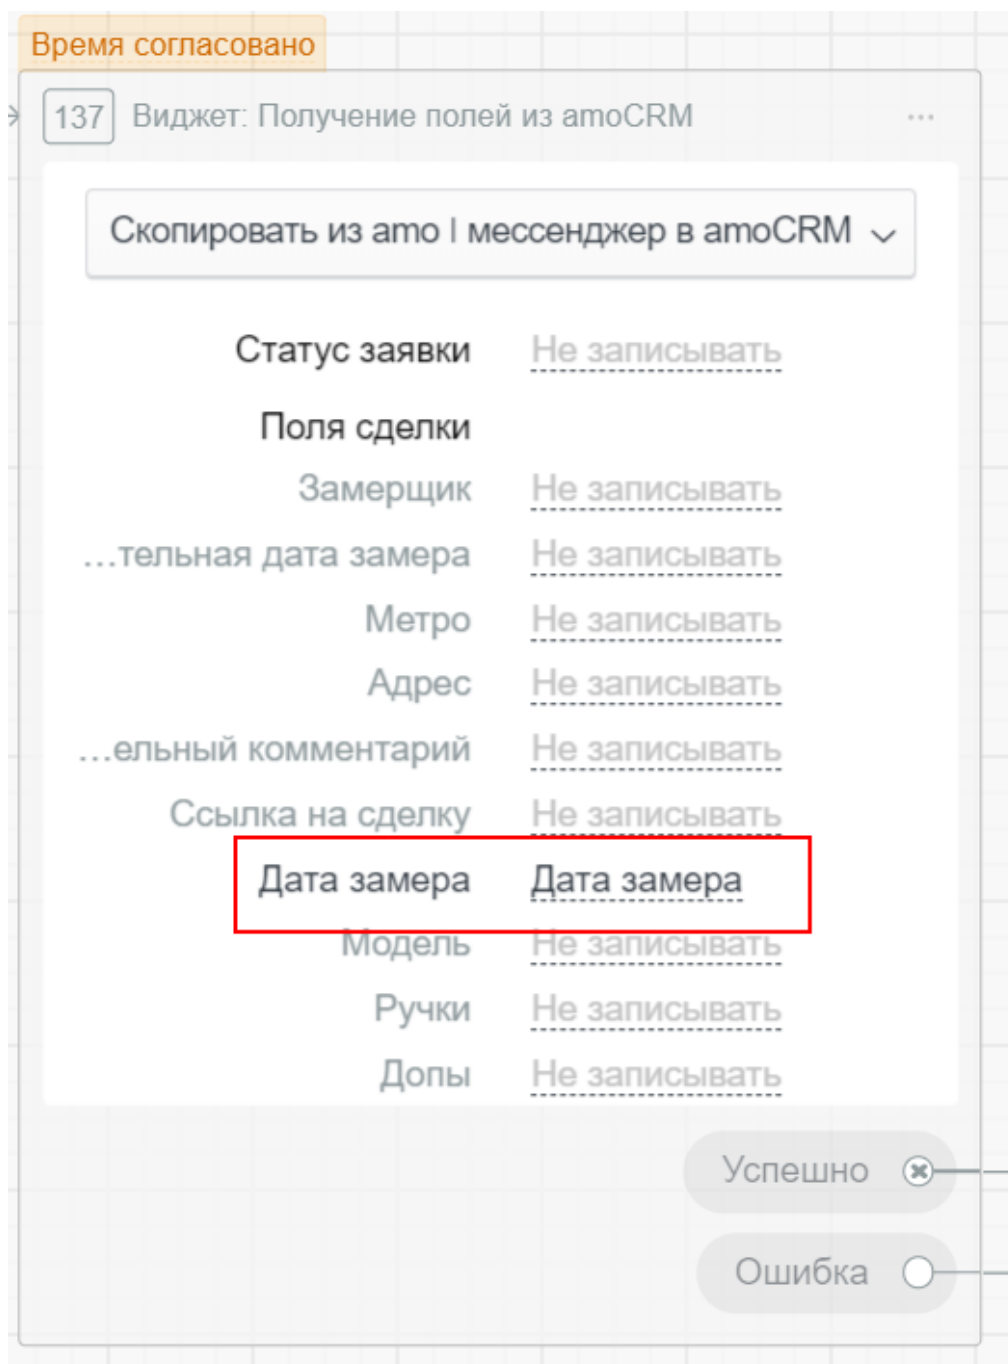 Время согласовано
137 Виджет: Получение полей из amoCRM ...
Скопировать из amo | мессенджер в amoCRM
Статус заявки Не записывать
Поля сделки
Замерщик Не записывать
...тельная дата замера Не записывать
Метро Не записывать
Адрес Не записывать
...ельный комментарий Не записывать
Ссылка на сделку Не записывать
Дата замера Дата замера
Модель Не записывать
Ручки Не записывать
Допы Не записывать
Успешно
Ошибка